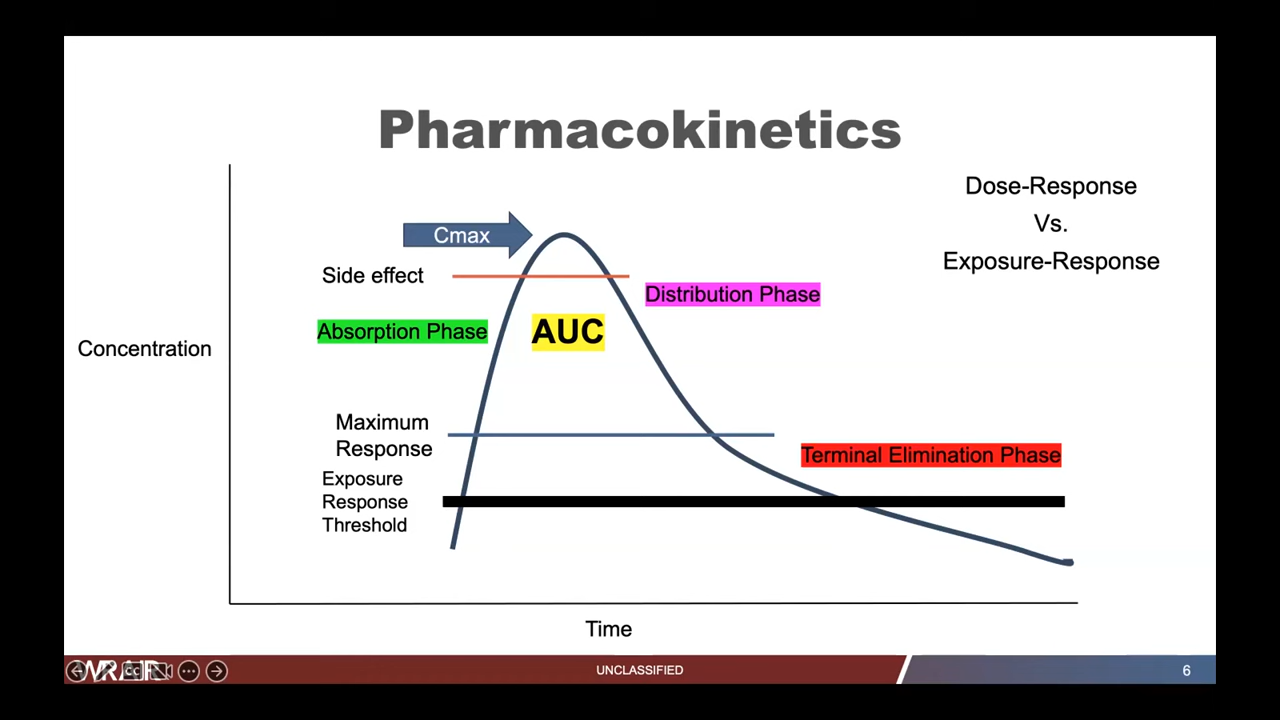 Pharmacokinetics
Dose-Response
Vs.
Exposure-Response
Cmax
Side effect
Distribution Phase
Absorption Phase
AUC
Concentration
Maximum
Response
Terminal Elimination Phase
Exposure
Response
Threshold
Time
WRAIR
UNCLASSIFIED
6